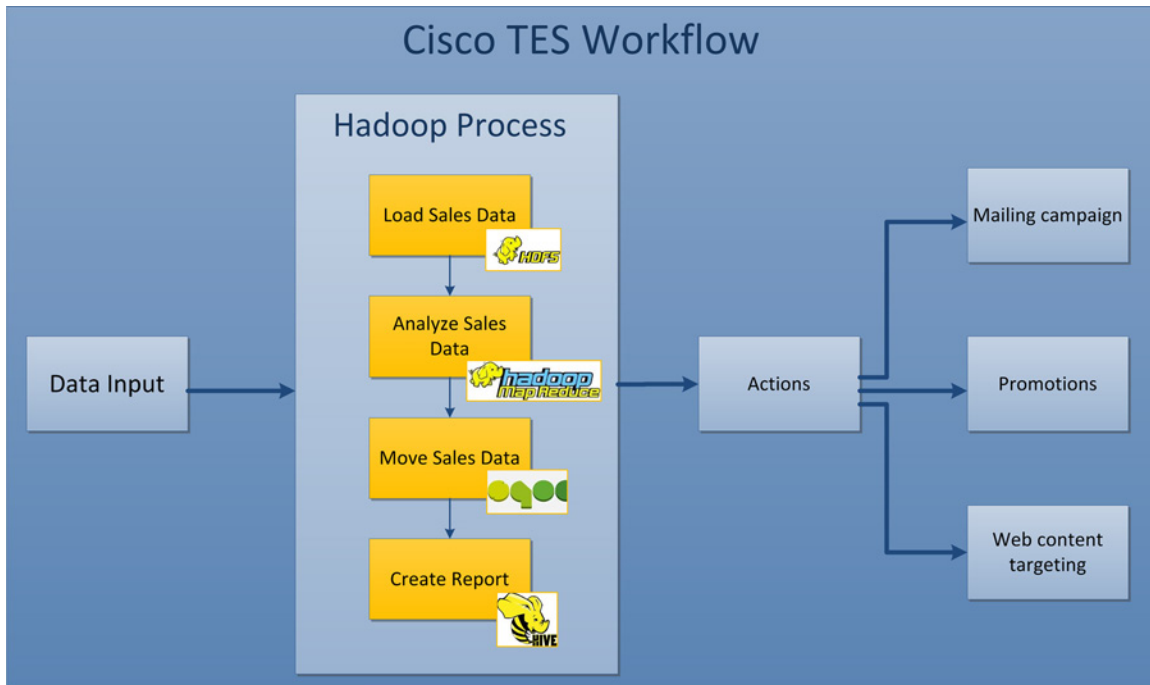 Cisco TES Workflow
Hadoop Process
Load Sales Data
HDFS
Analyze Sales
Data
hadoop
Map Reduce
Move Sales Data
oqoo
Create Report
HIVE
Data Input
Actions
Mailing campaign
Promotions
Web content
targeting